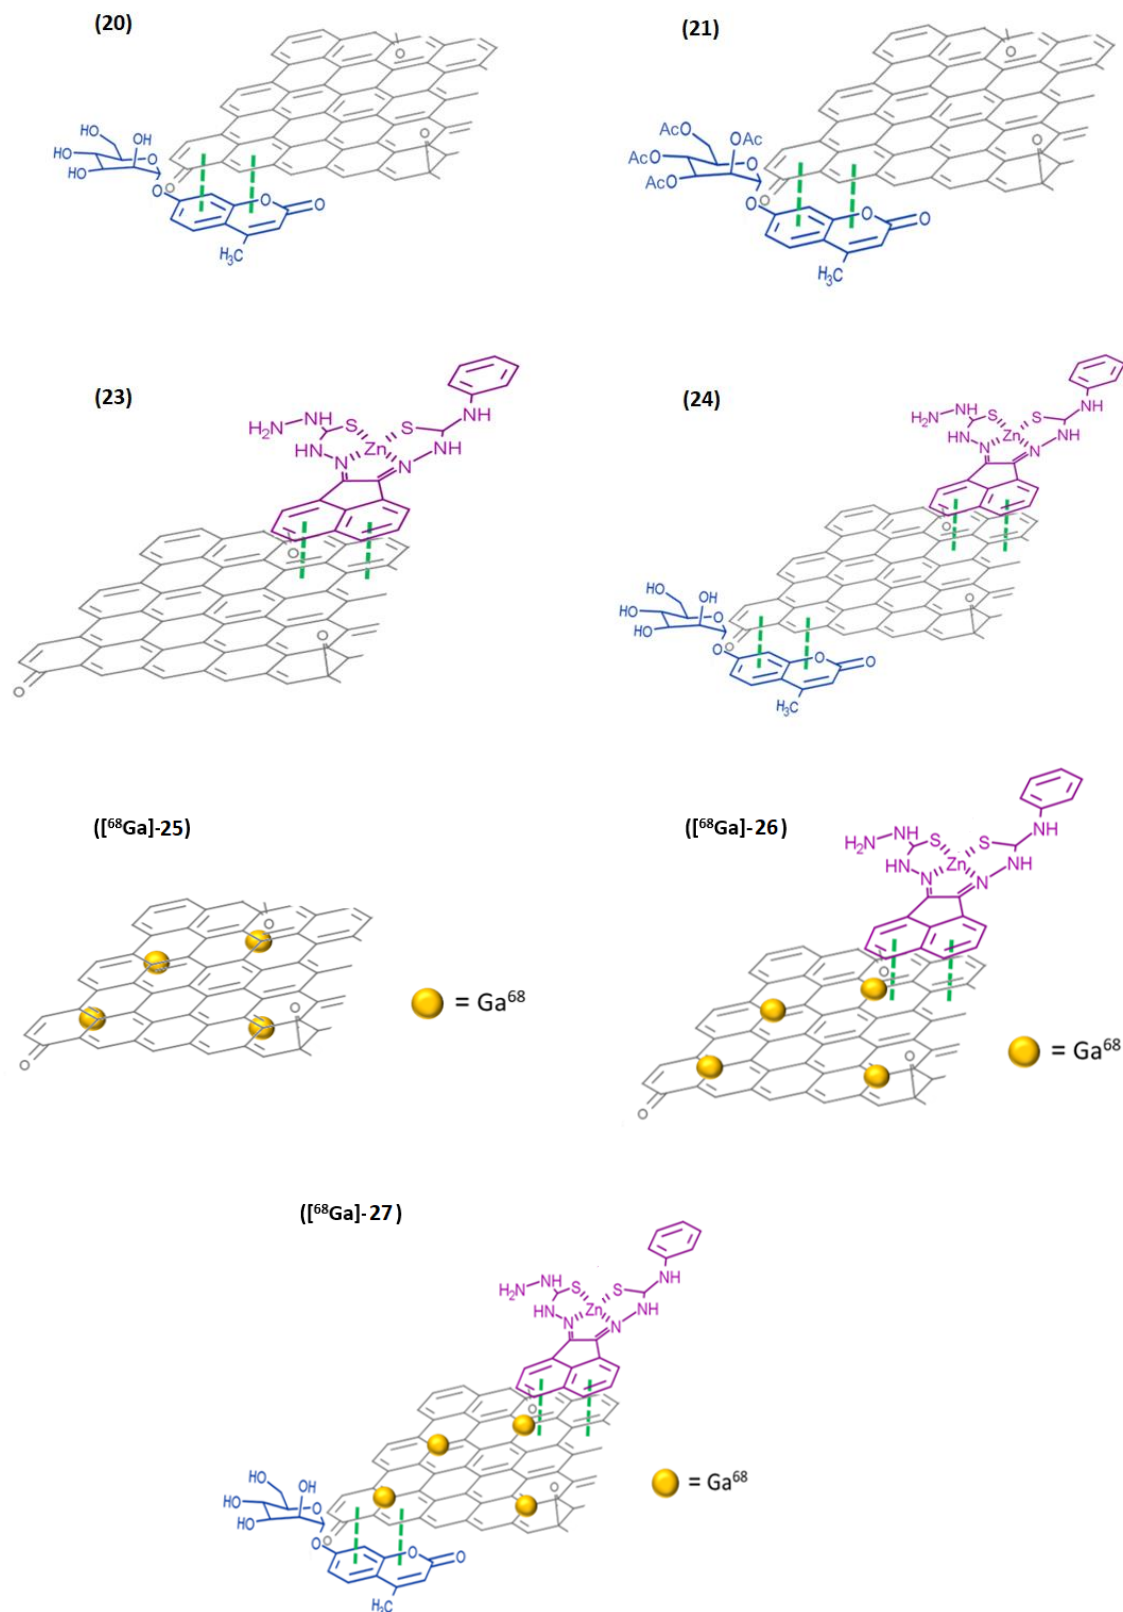 (20)
O
O
HO
OH
HO
O
HO
O
O
O
O
H₃C
(21)
O
O
AcO
OAc
AcO
O
AcO
O
O
O
O
H₃C
(23)
NH
NH
S
S
H₂N
Zn
NH
HN
N
N
O
O
O
(24)
NH
NH
S
S
H₂N
Zn
NH
HN
N
N
O
O
HO
OH
HO
O
HO
O
O
O
O
H₃C
([⁶⁸Ga]-25)
O
O
O
= Ga⁶⁸
([⁶⁸Ga]-26)
NH
NH
S
S
H₂N
Zn
NH
HN
N
N
O
O
O
= Ga⁶⁸
([⁶⁸Ga]-27)
NH
NH
S
S
H₂N
Zn
NH
HN
N
N
O
O
= Ga⁶⁸
HO
OH
HO
O
HO
O
O
O
O
H₃C